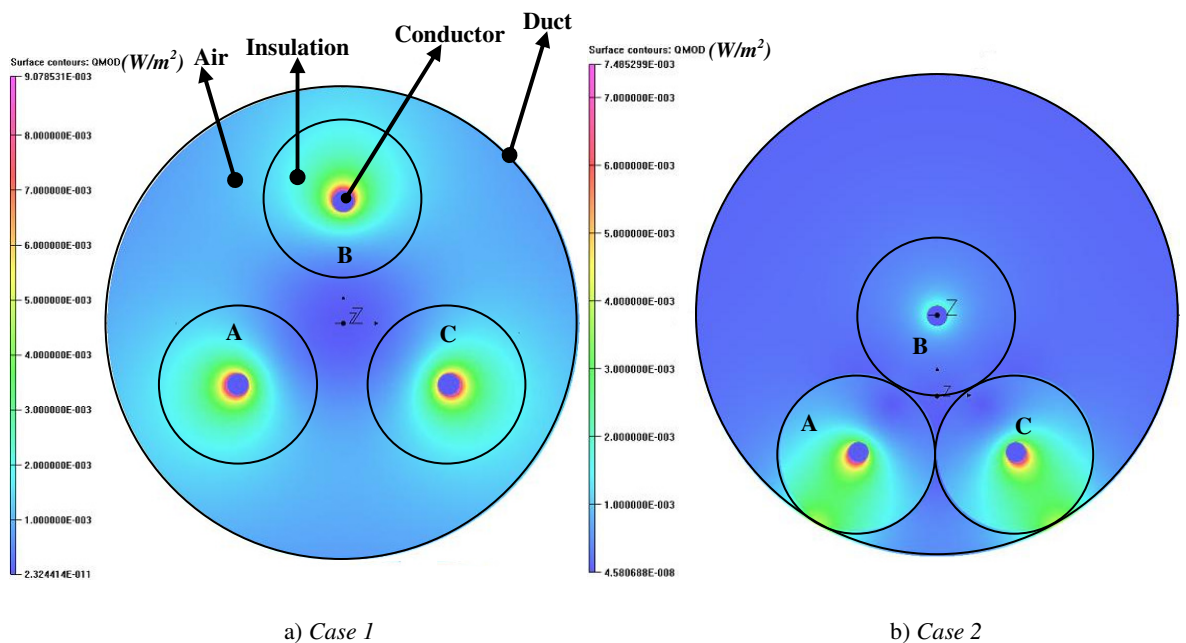 Air
Insulation
Conductor
Duct
Surface contours: QMOD (W/m²)
9.078531E-003
8.000000E-003
7.000000E-003
6.000000E-003
5.000000E-003
4.000000E-003
3.000000E-003
2.000000E-003
1.000000E-003
2.324414E-011
B
A
C
Z
a) Case 1
Surface contours: QMOD (W/m²)
7.485299E-003
7.000000E-003
6.000000E-003
5.000000E-003
4.000000E-003
3.000000E-003
2.000000E-003
1.000000E-003
4.580688E-008
Z
B
Z
A
C
b) Case 2